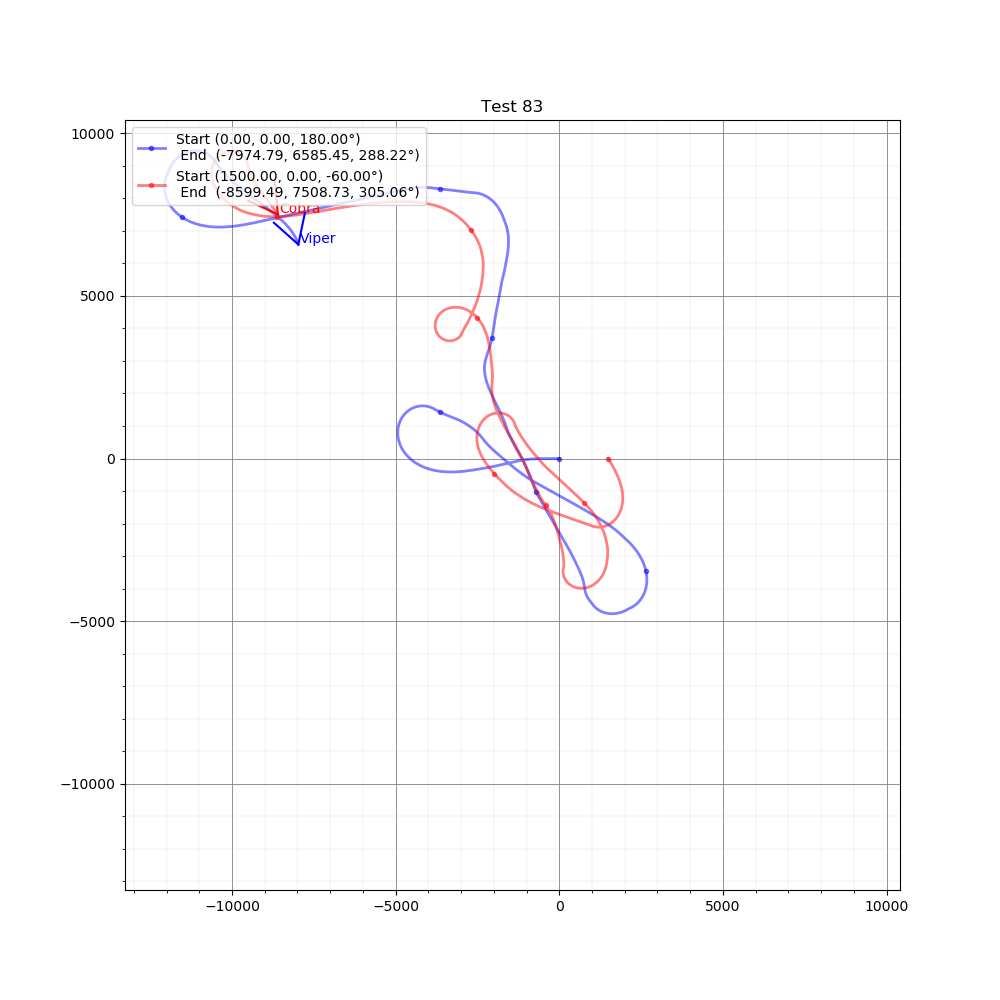 Test 83
Start (0.00, 0.00, 180.00°)
End (-7974.79, 6585.45, 288.22°)
Start (1500.00, 0.00, -60.00°)
End (-8599.49, 7508.73, 305.06°)
Cobra
Viper
10000
5000
0
−5000
−10000
−10000
−5000
0
5000
10000